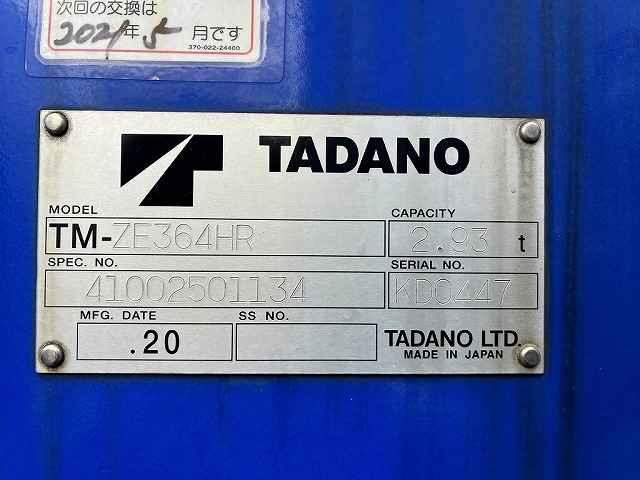 次回の交換は
2021年5月です
370-022-24400
TADANO
MODEL
CAPACITY
TM-ZE364HR
2.93 t
SPEC. NO.
SERIAL NO.
41002501134
KD0447
MFG. DATE
SS NO.
.20
TADANO LTD.
MADE IN JAPAN